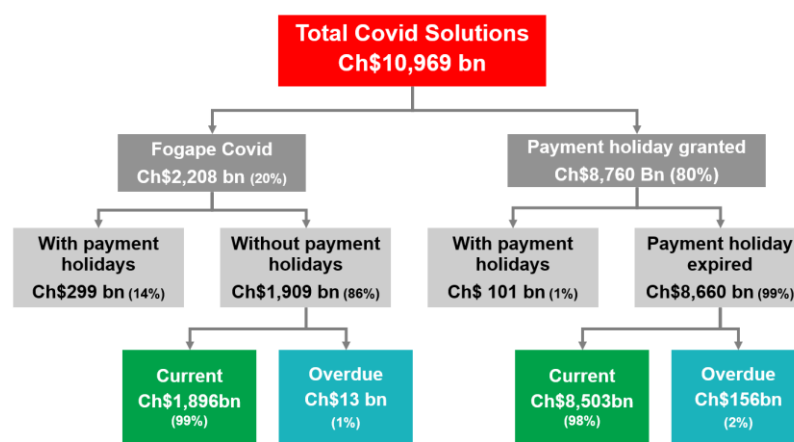 Total Covid Solutions
Ch$10,969 bn
Fogape Covid
Ch$2,208 bn (20%)
Payment holiday granted
Ch$8,760 Bn (80%)
With payment
holidays
Ch$299 bn (14%)
Without payment
holidays
Ch$1,909 bn (86%)
With payment
holidays
Ch$ 101 bn (1%)
Payment holiday
expired
Ch$8,660 bn (99%)
Current
Ch$1,896bn
(99%)
Overdue
Ch$13 bn
(1%)
Current
Ch$8,503bn
(98%)
Overdue
Ch$156bn
(2%)